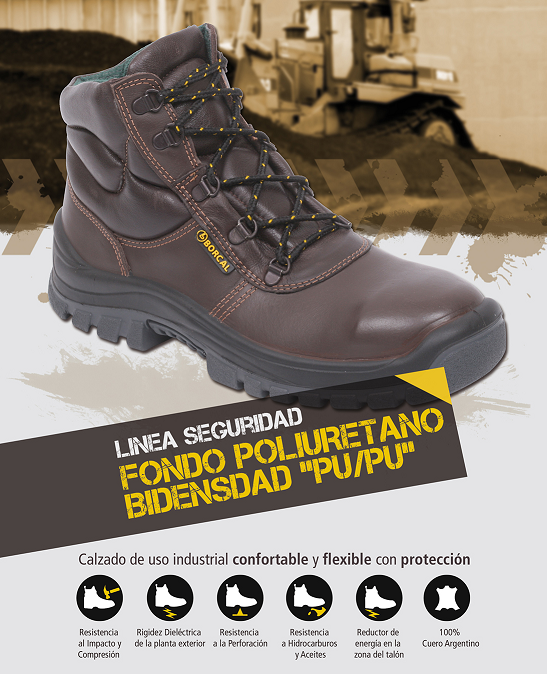 BORCAL
LINEA SEGURIDAD
FONDO POLIURETANO
BIDENSDAD "PU/PU"
Calzado de uso industrial confortable y flexible con protección
Resistencia
al Impacto y
Compresión
Rigidez Dieléctrica
de la planta exterior
Resistencia
a la Perforación
Resistencia
a Hidrocarburos
y Aceites
Reductor de
energía en la
zona del talón
100%
Cuero Argentino